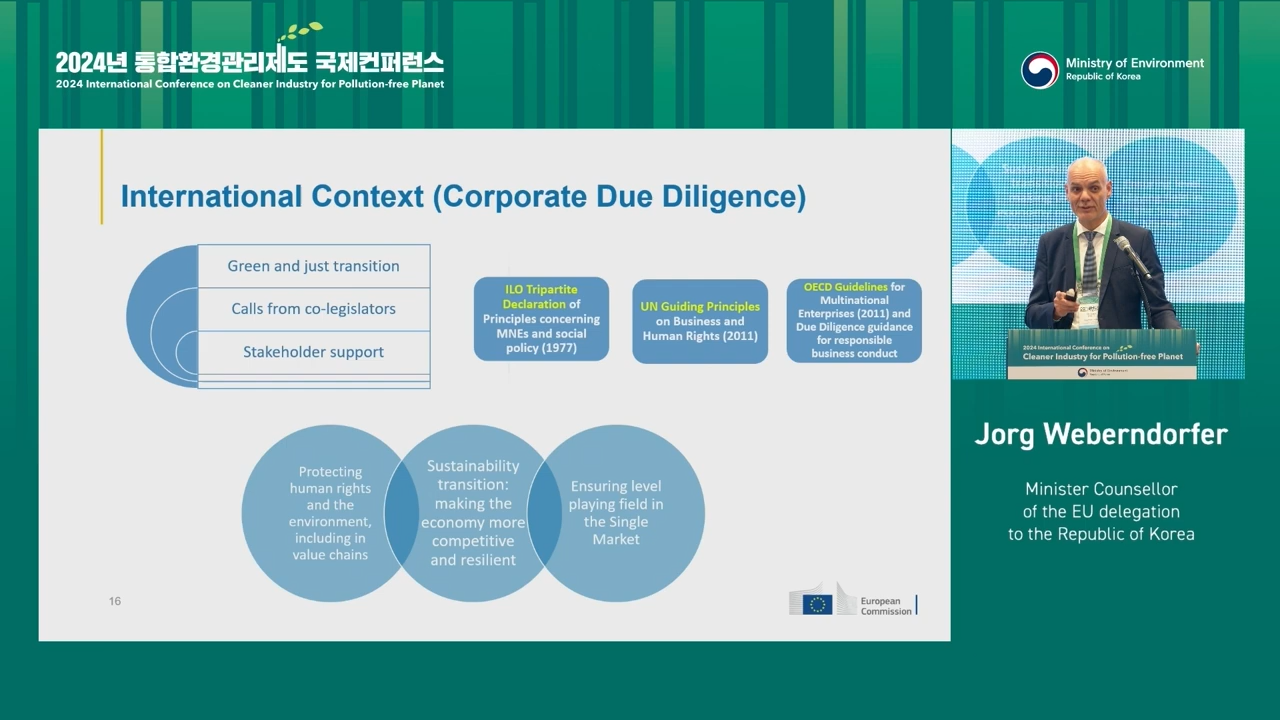 2024년 통합환경관리제도 국제컨퍼런스
2024 International Conference on Cleaner Industry for Pollution-free Planet
Ministry of Environment
Republic of Korea
International Context (Corporate Due Diligence)
Green and just transition
Calls from co-legislators
Stakeholder support
ILO Tripartite
Declaration of
Principles concerning
MNEs and social
policy (1977)
UN Guiding Principles
on Business and
Human Rights (2011)
OECD Guidelines for
Multinational
Enterprises (2011) and
Due Diligence guidance
for responsible
business conduct
Protecting
human rights
and the
environment,
including in
value chains
Sustainability
transition:
making the
economy more
competitive
and resilient
Ensuring level
playing field in
the Single
Market
16
European
Commission
2024 International Conference on
Cleaner Industry for Pollution-free Planet
Jorg Weberndorfer
Minister Counsellor
of the EU delegation
to the Republic of Korea